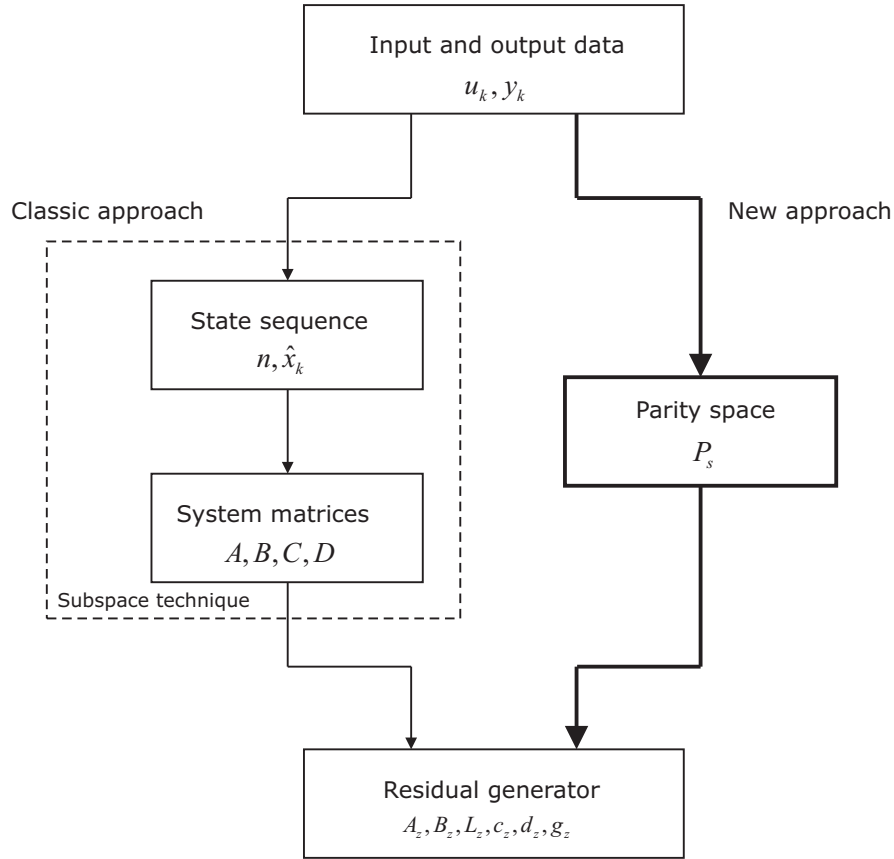 Input and output data
u_k, y_k
Classic approach
New approach
State sequence
n, x̂_k
Parity space
P_s
System matrices
A, B, C, D
Subspace technique
Residual generator
A_z, B_z, L_z, c_z, d_z, g_z